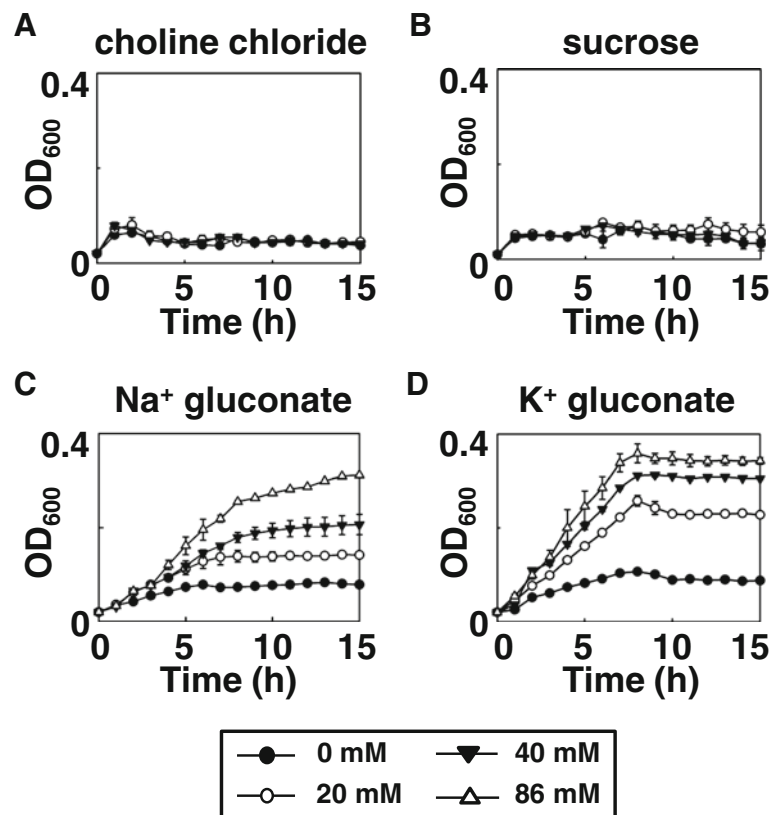 A
choline chloride
OD600
0.4
0
0 5 10 15
Time (h)
B
sucrose
OD600
0.4
0
0 5 10 15
Time (h)
C
Na⁺ gluconate
OD600
0.4
0
0 5 10 15
Time (h)
D
K⁺ gluconate
OD600
0.4
0
0 5 10 15
Time (h)
0 mM 40 mM
20 mM 86 mM